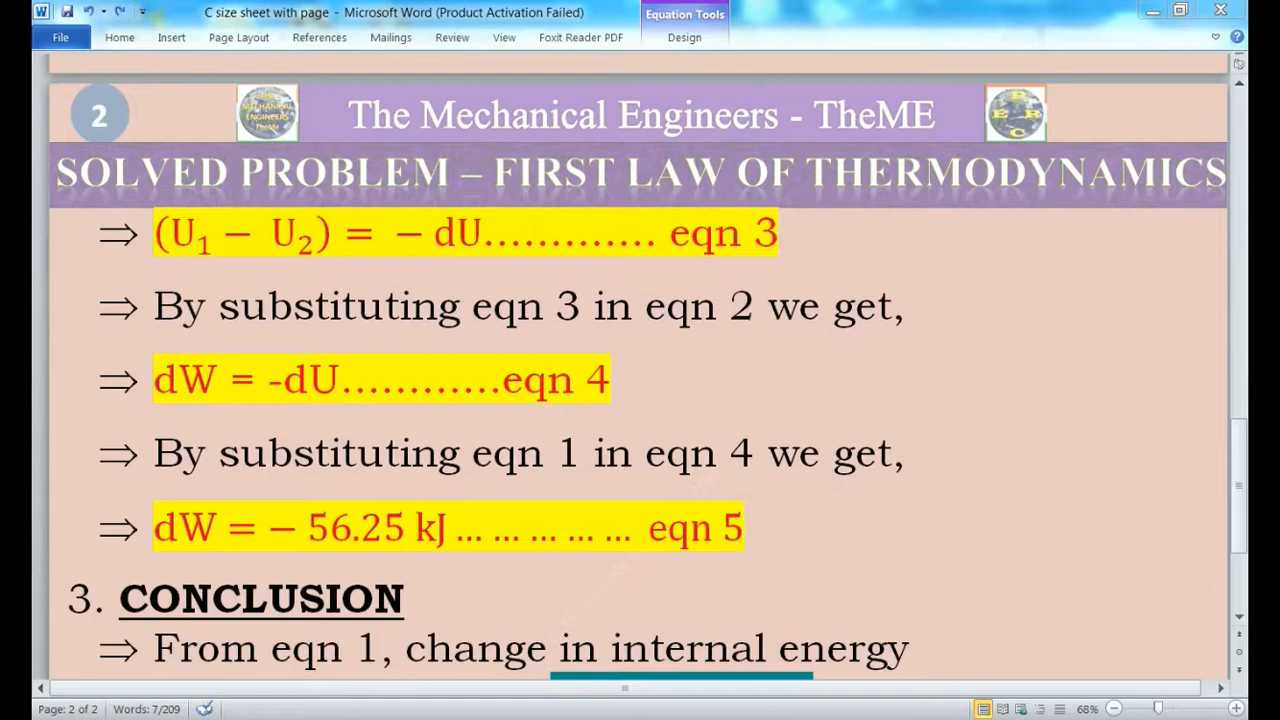 C size sheet with page - Microsoft Word (Product Activation Failed)
Equation Tools
File Home Insert Page Layout References Mailings Review View Foxit Reader PDF Design
2
THE MECHANICAL ENGINEERS TheMe
The Mechanical Engineers - TheME
P E R C
SOLVED PROBLEM – FIRST LAW OF THERMODYNAMICS
⇒ (U₁ − U₂) = − dU............. eqn 3
⇒ By substituting eqn 3 in eqn 2 we get,
⇒ dW = -dU............eqn 4
⇒ By substituting eqn 1 in eqn 4 we get,
⇒ dW = − 56.25 kJ … … … … … eqn 5
3. CONCLUSION
⇒ From eqn 1, change in internal energy
Page: 2 of 2 Words: 7/209 68%